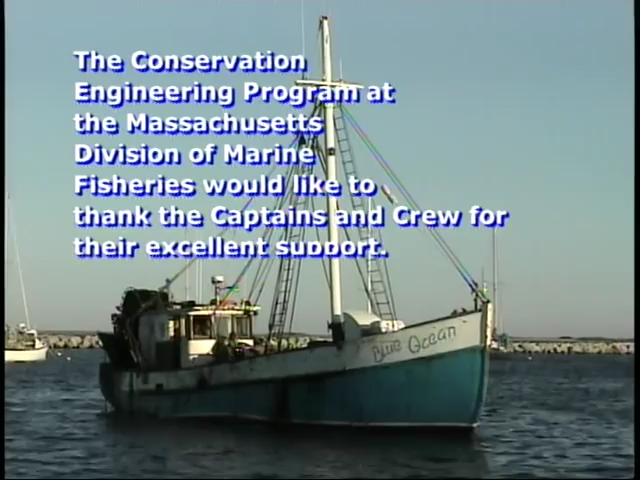 The Conservation
Engineering Program at
the Massachusetts
Division of Marine
Fisheries would like to
thank the Captains and Crew for
their excellent support.
Blue Ocean